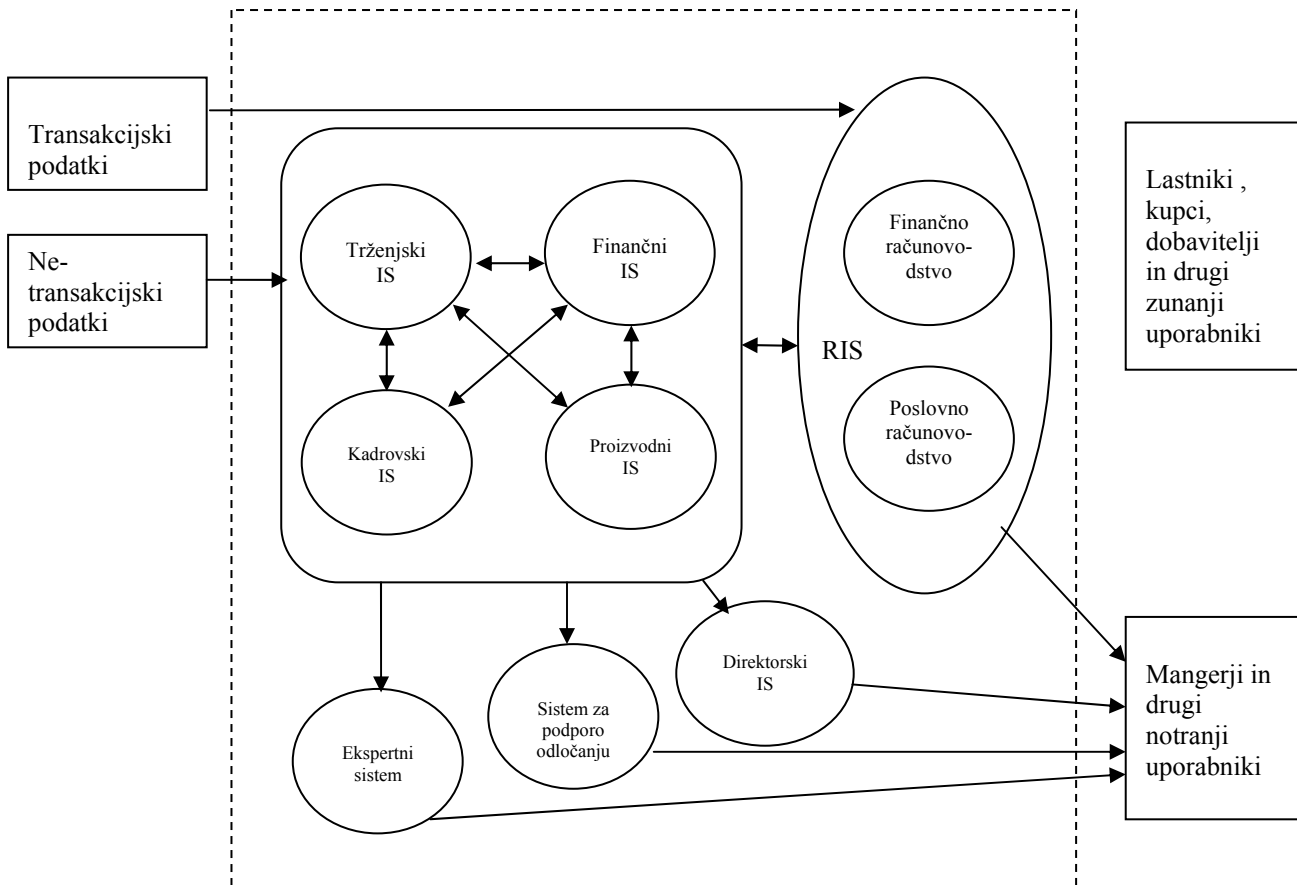 Transakcijski
podatki
Ne-
transakcijski
podatki
Trženjski
IS
Finančni
IS
Kadrovski
IS
Proizvodni
IS
RIS
Finančno
računovo-
dstvo
Poslovno
računovo-
dstvo
Lastniki ,
kupci,
dobavitelji
in drugi
zunanji
uporabniki
Ekspertni
sistem
Sistem za
podporo
odločanju
Direktorski
IS
Mangerji in
drugi
notranji
uporabniki